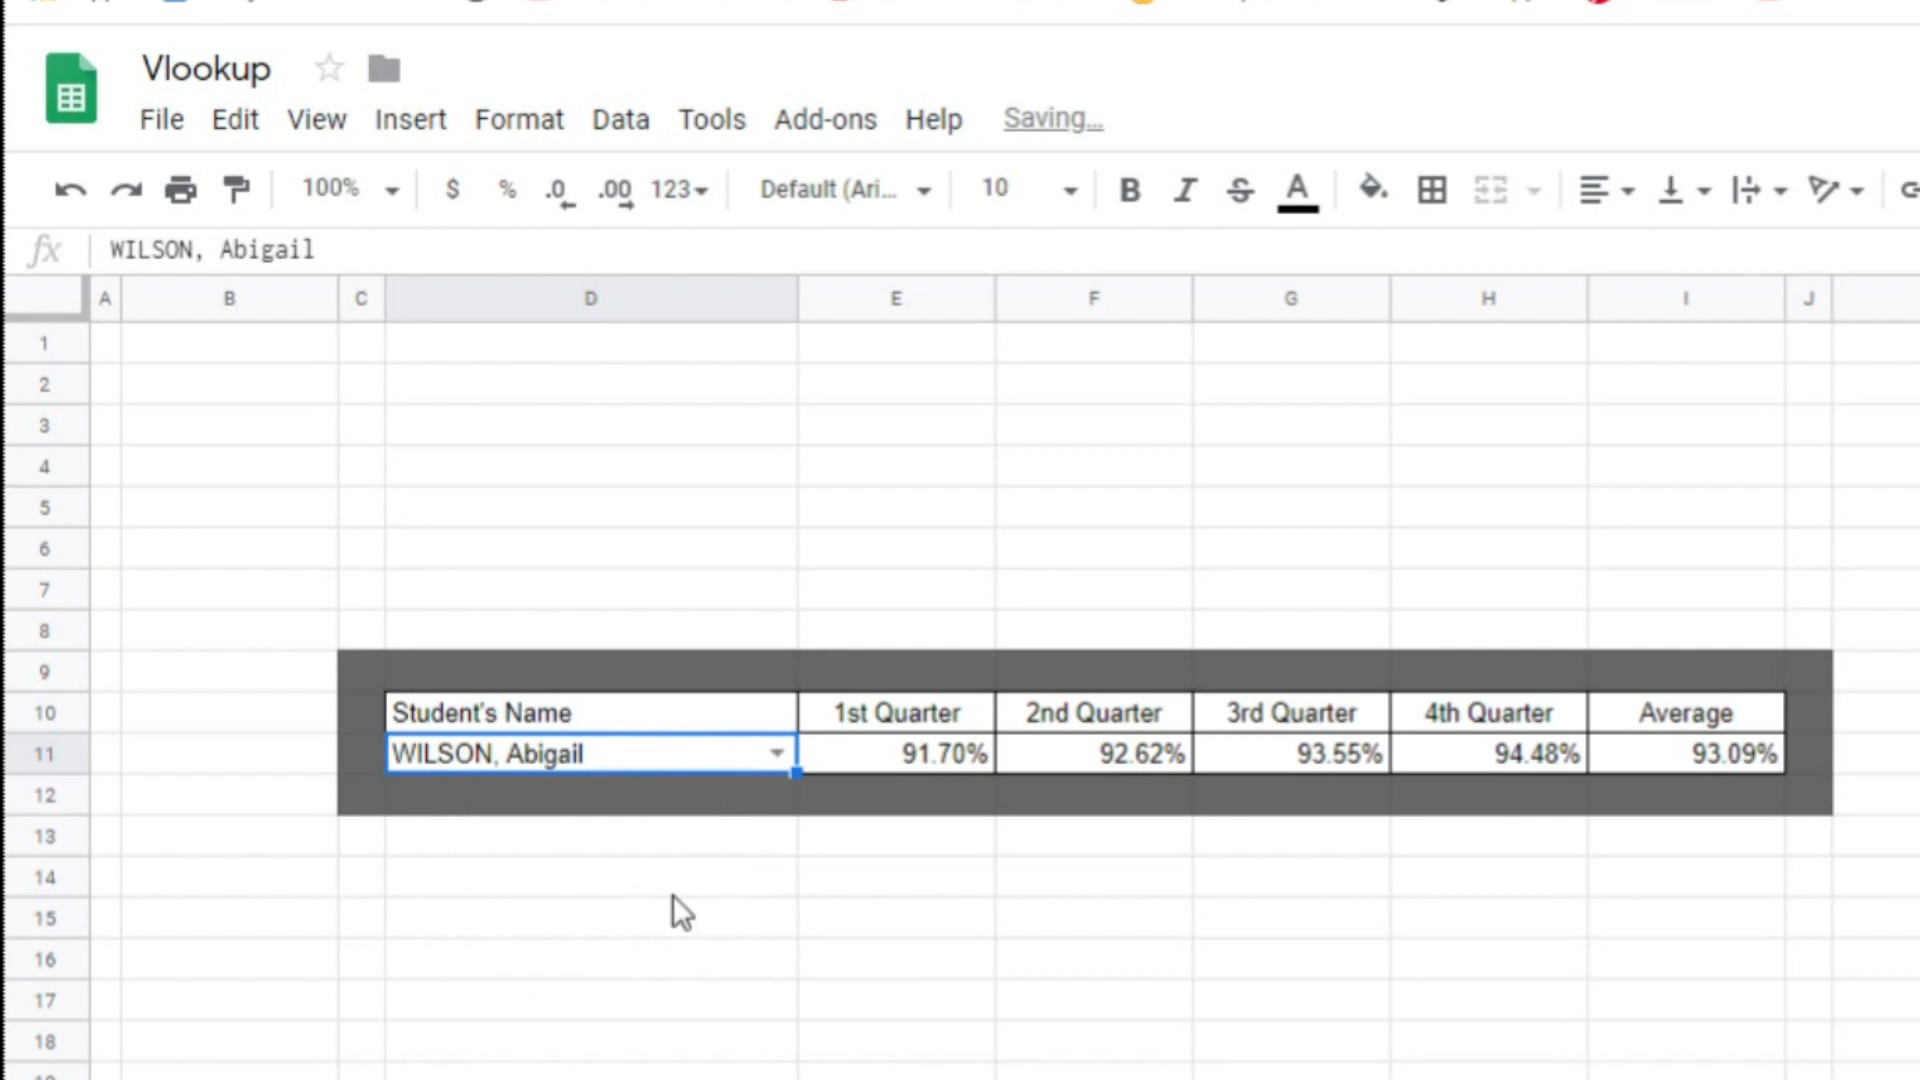 Vlookup
File Edit View Insert Format Data Tools Add-ons Help Saving...
100% $ % .0 .00 123 Default (Ari... 10 B I S A
fx WILSON, Abigail
A B C D E F G H I J
1
2
3
4
5
6
7
8
9
10 Student's Name 1st Quarter 2nd Quarter 3rd Quarter 4th Quarter Average
11 WILSON, Abigail 91.70% 92.62% 93.55% 94.48% 93.09%
12
13
14
15
16
17
18